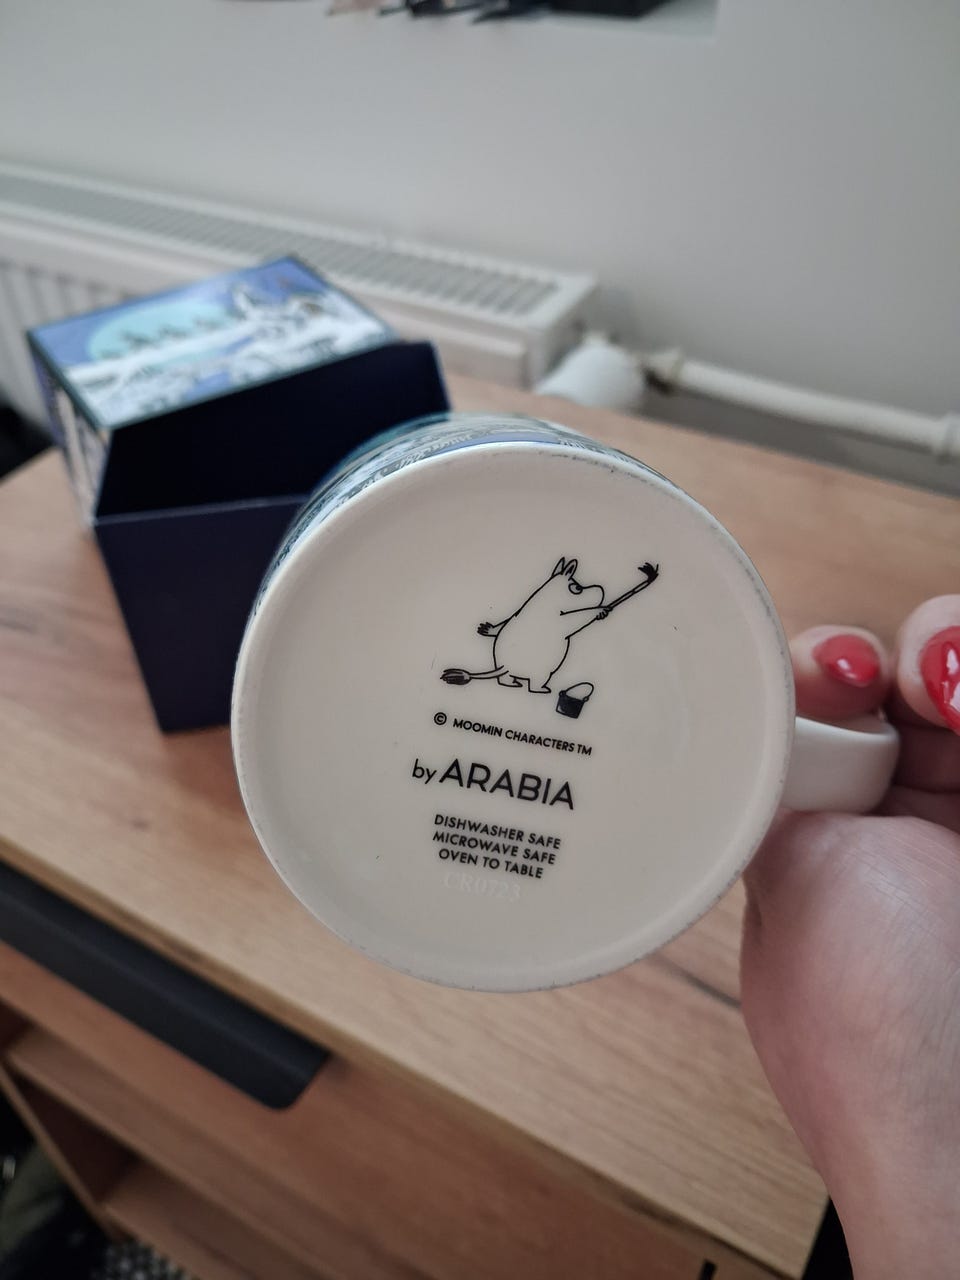 © MOOMIN CHARACTERS TM
by ARABIA
DISHWASHER SAFE
MICROWAVE SAFE
OVEN TO TABLE
CR0723